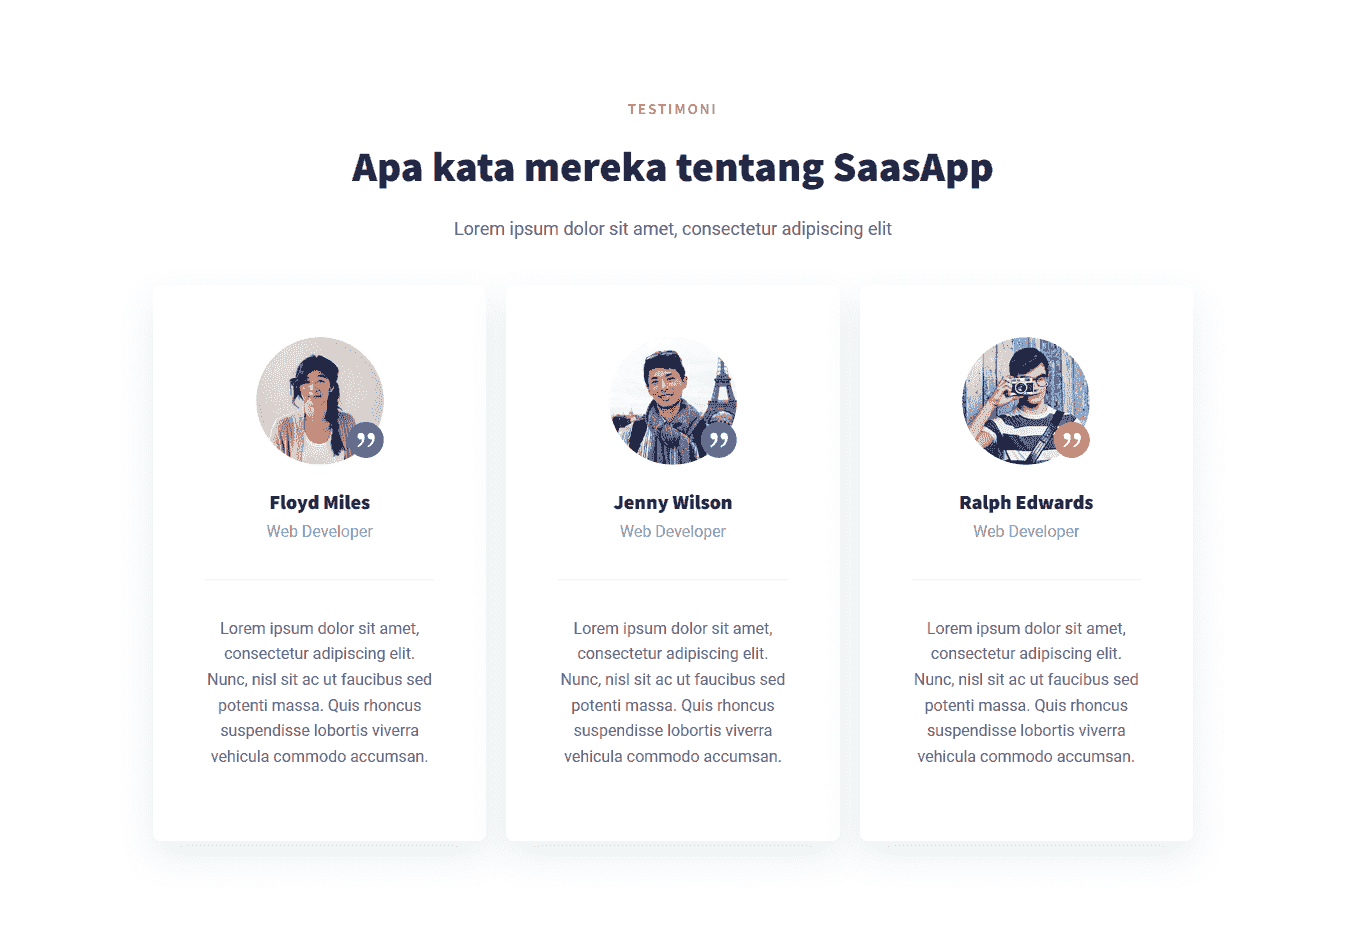 TESTIMONI
Apa kata mereka tentang SaasApp
Lorem ipsum dolor sit amet, consectetur adipiscing elit
Floyd Miles
Web Developer
Lorem ipsum dolor sit amet,
consectetur adipiscing elit.
Nunc, nisl sit ac ut faucibus sed
potenti massa. Quis rhoncus
suspendisse lobortis viverra
vehicula commodo accumsan.
Jenny Wilson
Web Developer
Lorem ipsum dolor sit amet,
consectetur adipiscing elit.
Nunc, nisl sit ac ut faucibus sed
potenti massa. Quis rhoncus
suspendisse lobortis viverra
vehicula commodo accumsan.
Ralph Edwards
Web Developer
Lorem ipsum dolor sit amet,
consectetur adipiscing elit.
Nunc, nisl sit ac ut faucibus sed
potenti massa. Quis rhoncus
suspendisse lobortis viverra
vehicula commodo accumsan.